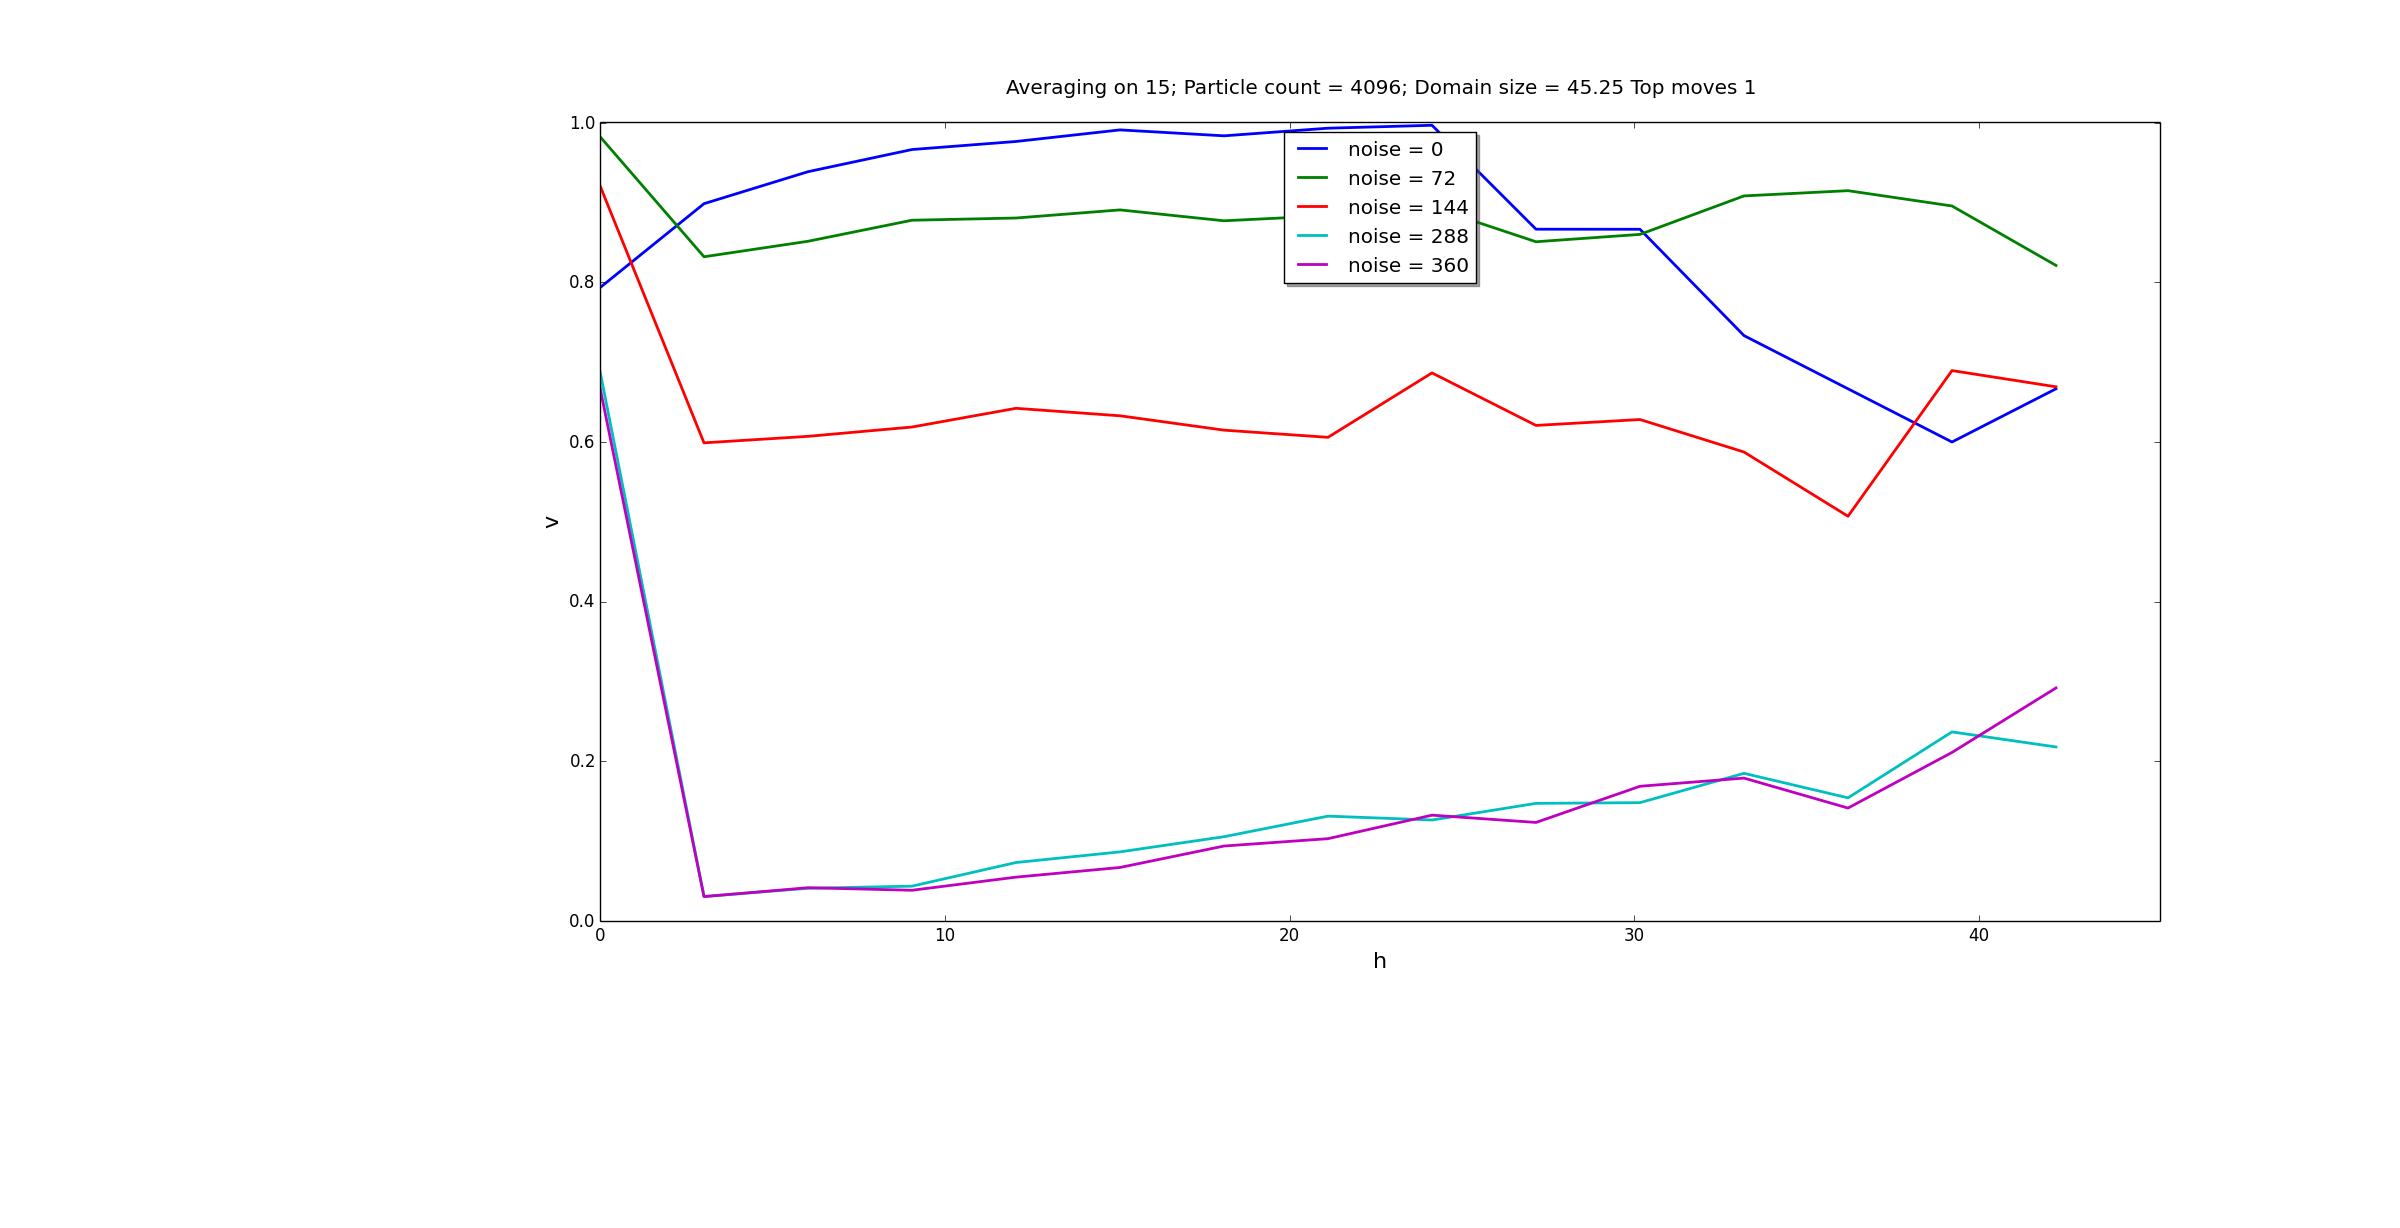 Averaging on 15; Particle count = 4096; Domain size = 45.25 Top moves 1
1.0
noise = 0
noise = 72
noise = 144
noise = 288
noise = 360
0.8
0.6
v
0.4
0.2
0.0
0 10 20 30 40
h